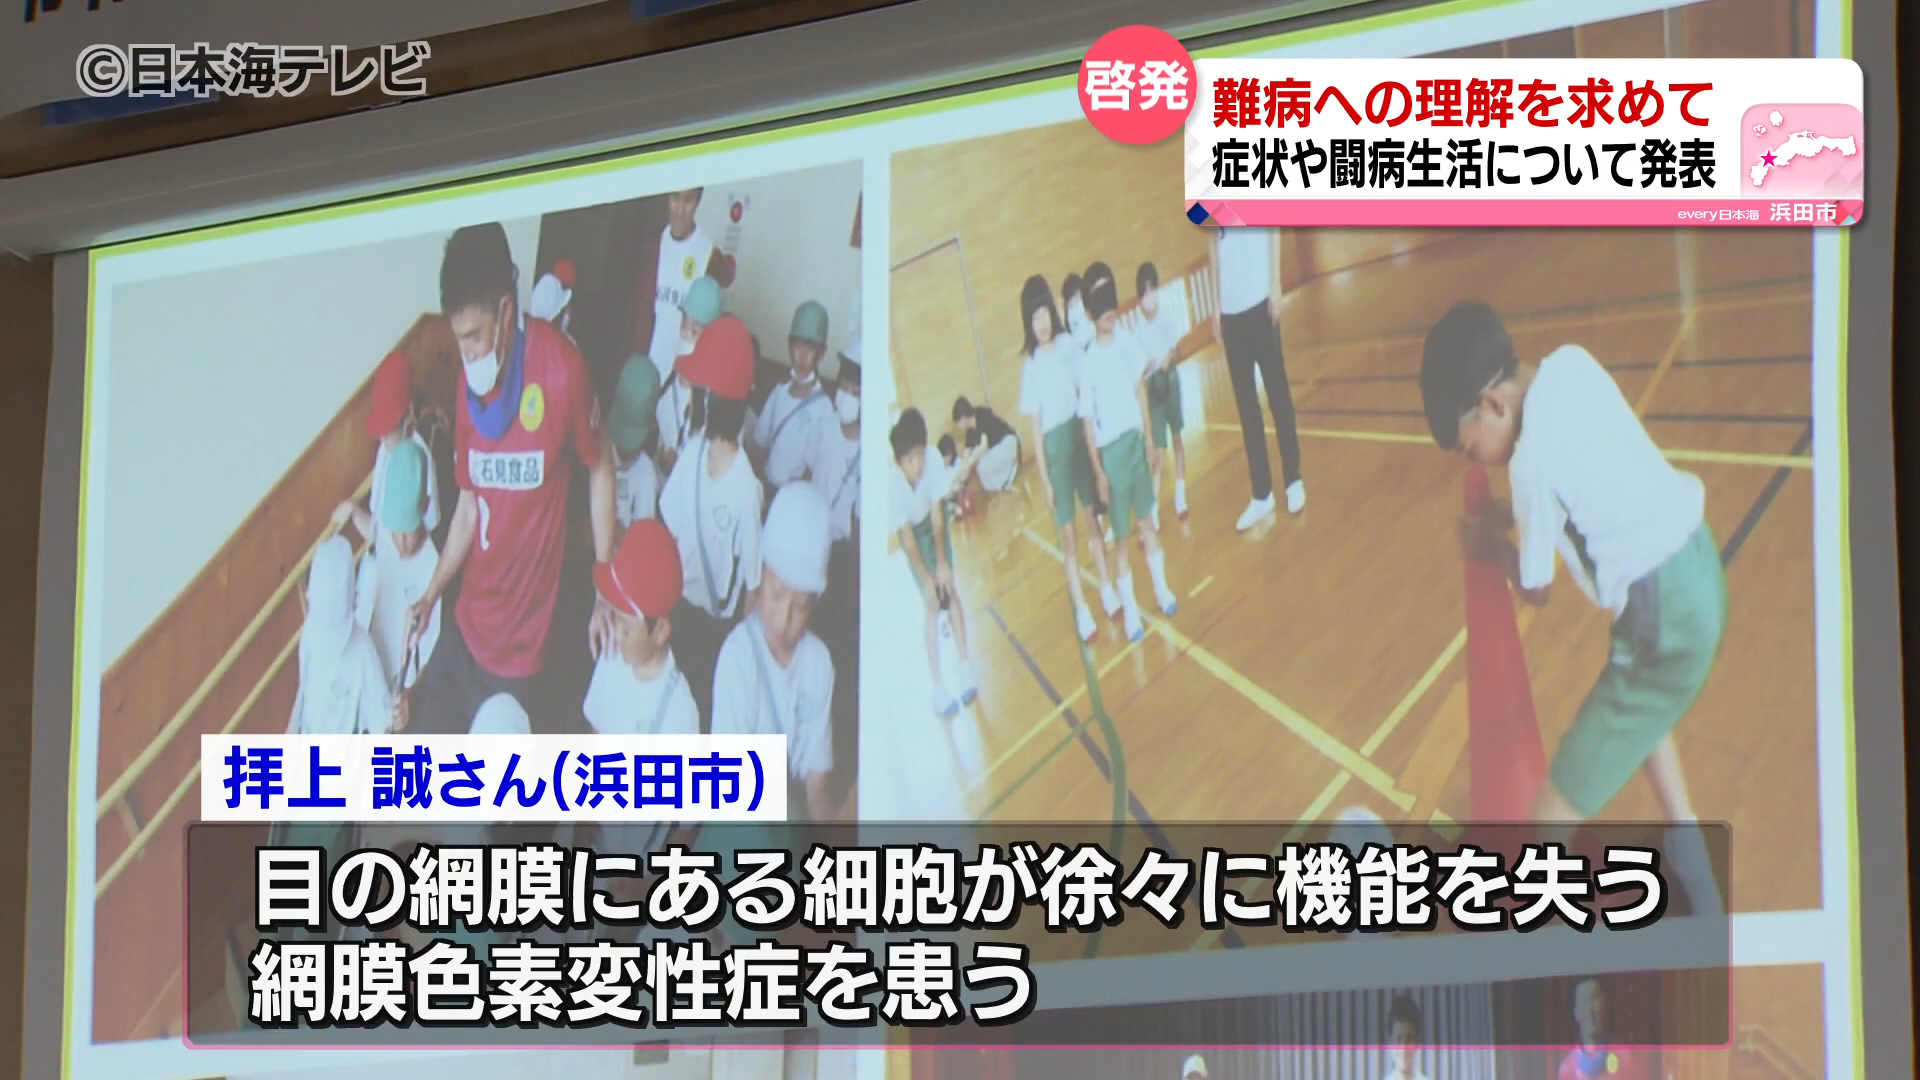 ©日本海テレビ
啓発
難病への理解を求めて
症状や闘病生活について発表
every日本海 浜田市
石見食品
拝上 誠さん(浜田市)
目の網膜にある細胞が徐々に機能を失う
網膜色素変性症を患う